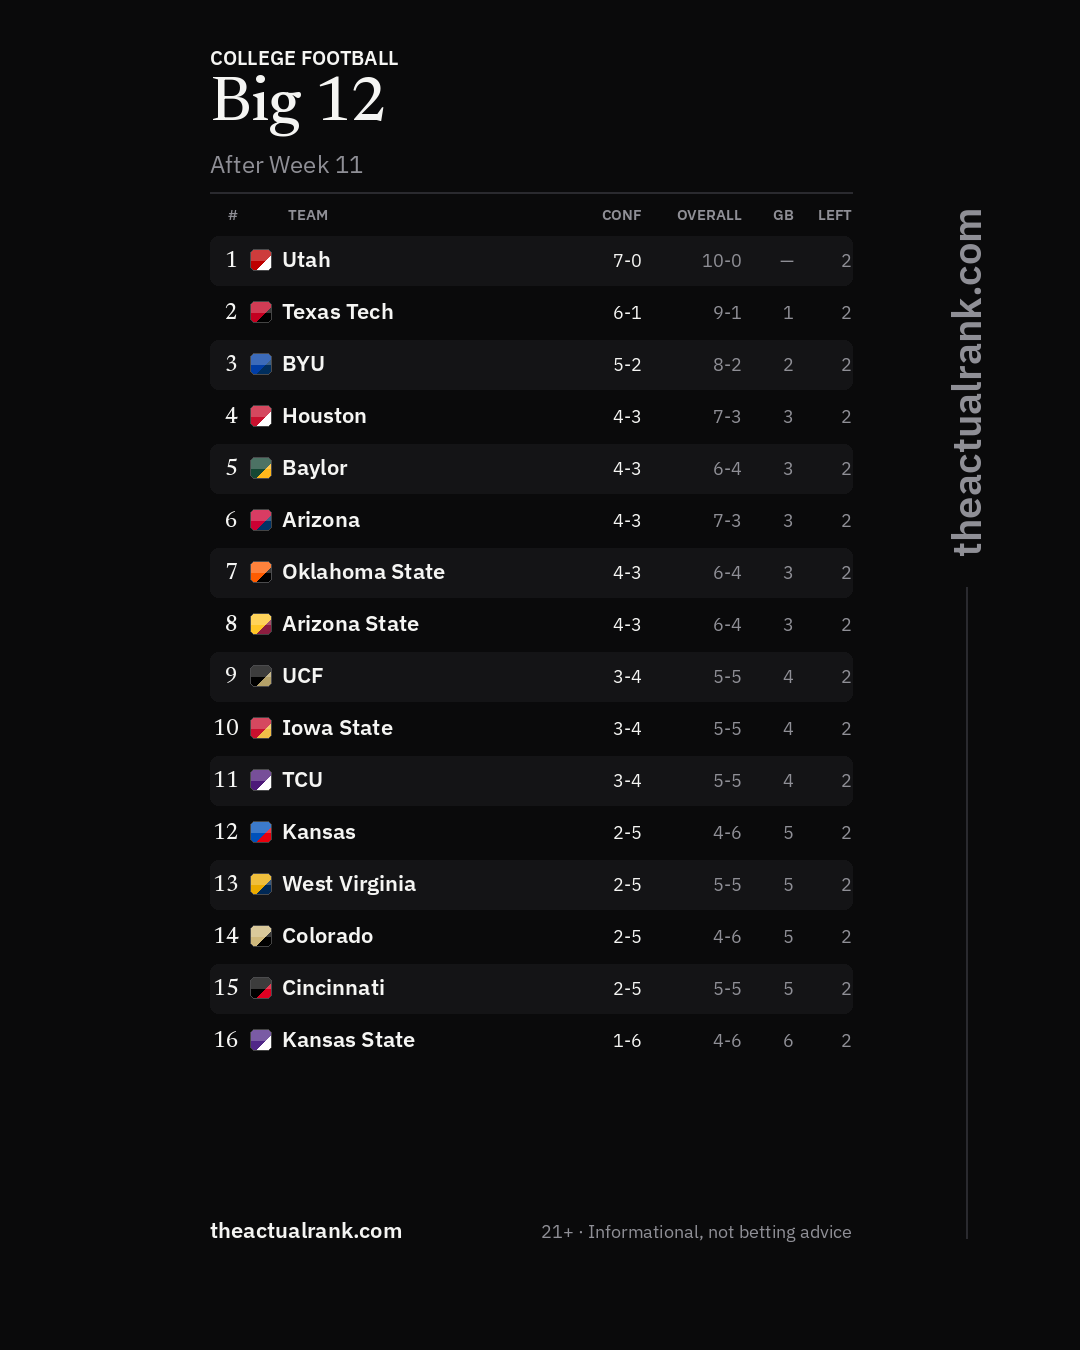 COLLEGE FOOTBALL
Big 12
After Week 11
# TEAM CONF OVERALL GB LEFT
1 Utah 7-0 10-0 — 2
2 Texas Tech 6-1 9-1 1 2
3 BYU 5-2 8-2 2 2
4 Houston 4-3 7-3 3 2
5 Baylor 4-3 6-4 3 2
6 Arizona 4-3 7-3 3 2
7 Oklahoma State 4-3 6-4 3 2
8 Arizona State 4-3 6-4 3 2
9 UCF 3-4 5-5 4 2
10 Iowa State 3-4 5-5 4 2
11 TCU 3-4 5-5 4 2
12 Kansas 2-5 4-6 5 2
13 West Virginia 2-5 5-5 5 2
14 Colorado 2-5 4-6 5 2
15 Cincinnati 2-5 5-5 5 2
16 Kansas State 1-6 4-6 6 2
theactualrank.com 21+ · Informational, not betting advice
theactualrank.com